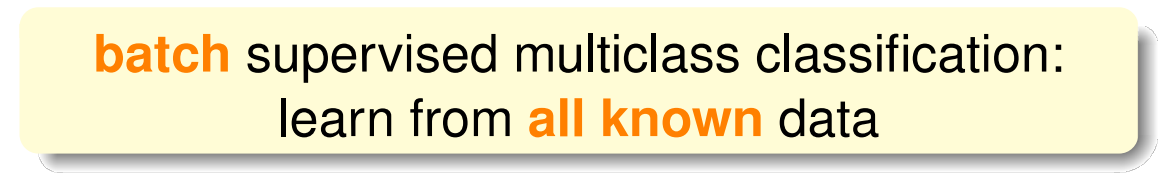 batch supervised multiclass classification:
learn from all known data